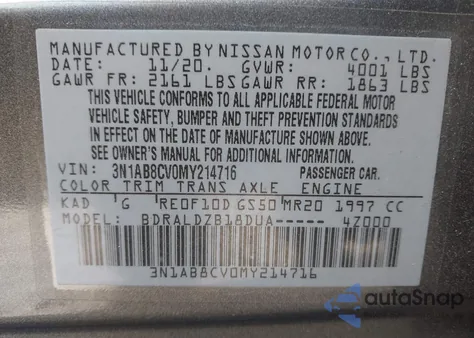 MANUFACTURED BY NISSAN MOTOR CO., LTD.
DATE: 11/20. GVWR: 4001 LBS
GAWR FR: 2161 LBS GAWR RR: 1863 LBS
THIS VEHICLE CONFORMS TO ALL APPLICABLE FEDERAL MOTOR
VEHICLE SAFETY, BUMPER AND THEFT PREVENTION STANDARDS
IN EFFECT ON THE DATE OF MANUFACTURE SHOWN ABOVE.
SEE OWNER'S MANUAL FOR ADDITIONAL INFORMATION.
VIN: 3N1AB8CV0MY214716 PASSENGER CAR.
COLOR TRIM TRANS AXLE ENGINE
KAD G RE0F10D GS50 MR20 1997 CC
MODEL: BDRALDZB18DUA----- 4Z000
3N1AB8CV0MY214716
autoSnap